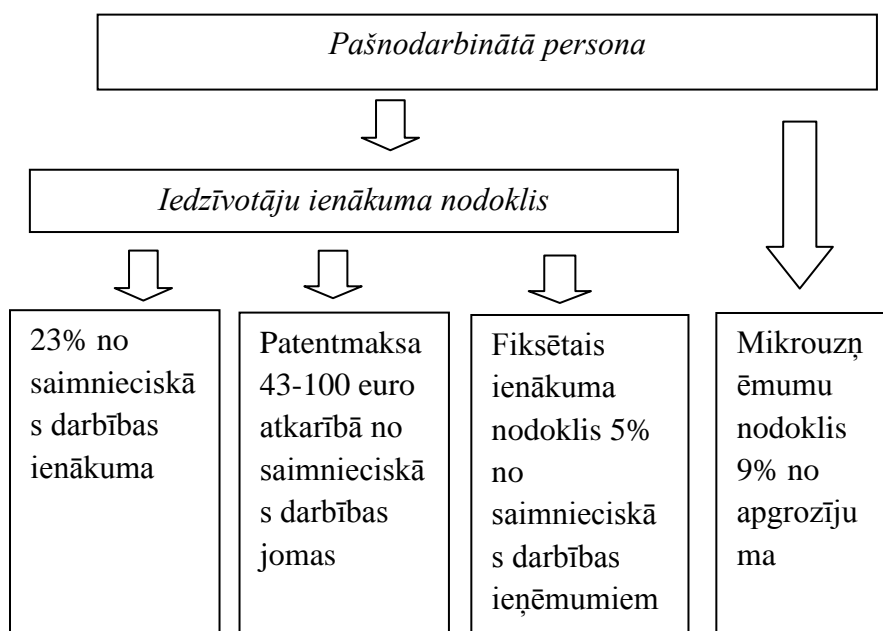 Pašnodarbinātā persona
Iedzīvotāju ienākuma nodoklis
23% no
saimnieciskā
s darbības
ienākuma
Patentmaksa
43-100 euro
atkarībā no
saimnieciskā
s darbības
jomas
Fiksētais
ienākuma
nodoklis 5%
no
saimnieciskā
s darbības
ieņēmumiem
Mikrouzņ
ēmumu
nodoklis
9% no
apgrozīju
ma